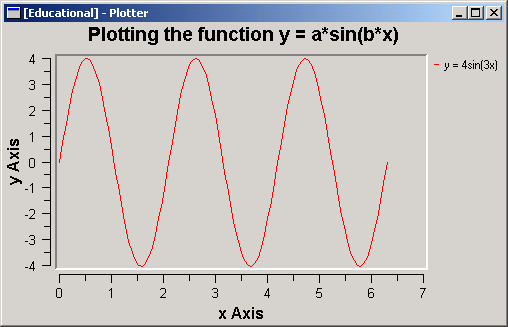 [Educational] - Plotter
Plotting the function y = a*sin(b*x)
y = 4sin(3x)
4
3
2
1
0
-1
-2
-3
-4
y Axis
0 1 2 3 4 5 6 7
x Axis